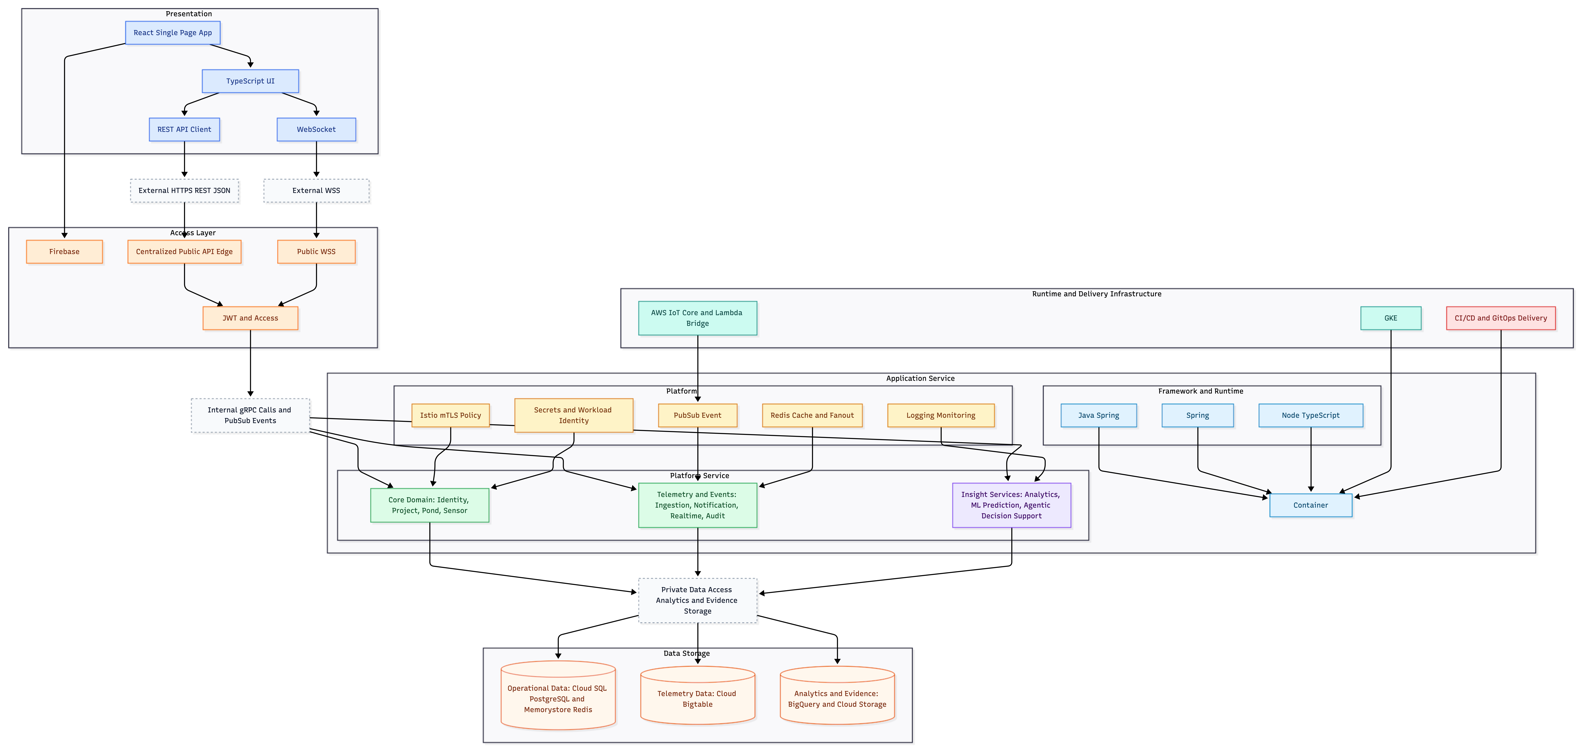 Presentation
React Single Page App
TypeScript UI
REST API Client
WebSocket
External HTTPS REST JSON
External WSS
Access Layer
Firebase
Centralized Public API Edge
Public WSS
JWT and Access
Runtime and Delivery Infrastructure
AWS IoT Core and Lambda
Bridge
GKE
CI/CD and GitOps Delivery
Internal gRPC Calls and
PubSub Events
Application Service
Platform
Istio mTLS Policy
Secrets and Workload
Identity
PubSub Event
Redis Cache and Fanout
Logging Monitoring
Framework and Runtime
Java Spring
Spring
Node TypeScript
Platform Service
Core Domain: Identity,
Project, Pond, Sensor
Telemetry and Events:
Ingestion, Notification,
Realtime, Audit
Insight Services: Analytics,
ML Prediction, Agentic
Decision Support
Container
Private Data Access
Analytics and Evidence
Storage
Data Storage
Operational Data: Cloud SQL
PostgreSQL and
Memorystore Redis
Telemetry Data: Cloud
Bigtable
Analytics and Evidence:
BigQuery and Cloud Storage